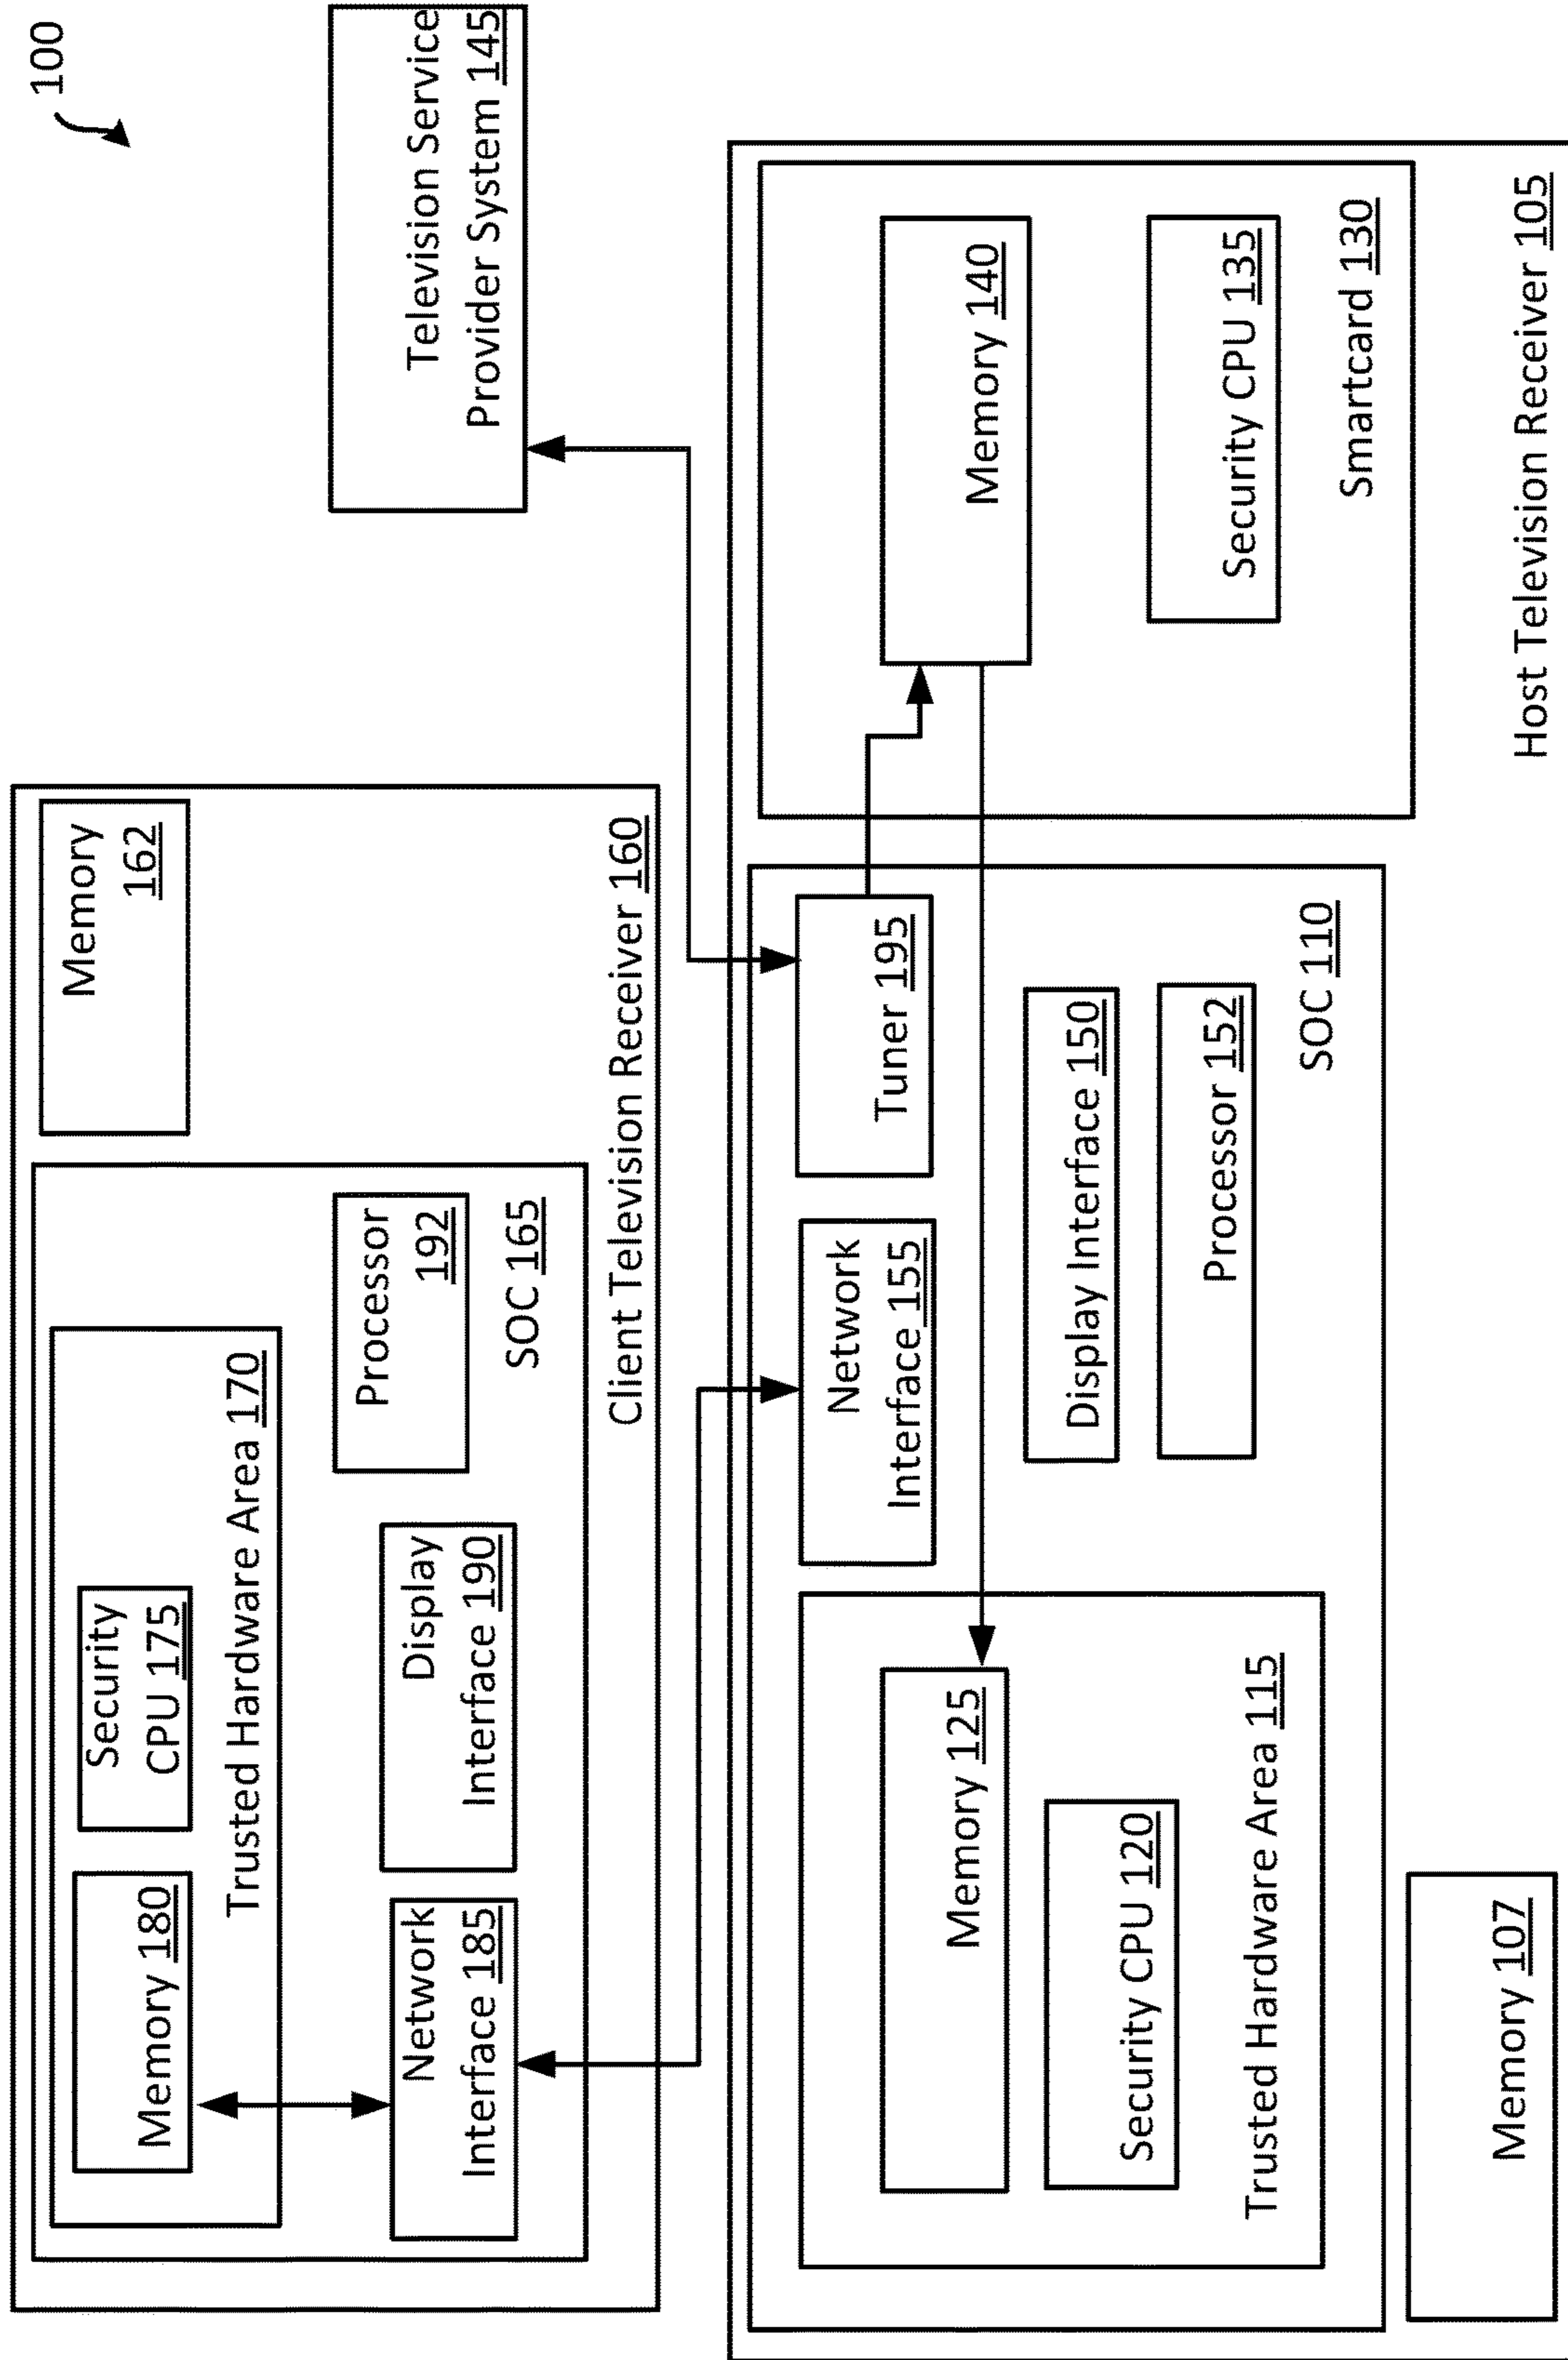 100
Television Service
Provider System 145
Memory
162
Client Television Receiver 160
Security
CPU 175
Memory 180
Trusted Hardware Area 170
Processor
192
SOC 165
Display
Interface 190
Network
Interface 185
Host Television Receiver 105
Memory 140
Security CPU 135
Smartcard 130
Tuner 195
Network
Interface 155
Display Interface 150
Processor 152
SOC 110
Memory 125
Security CPU 120
Trusted Hardware Area 115
Memory 107